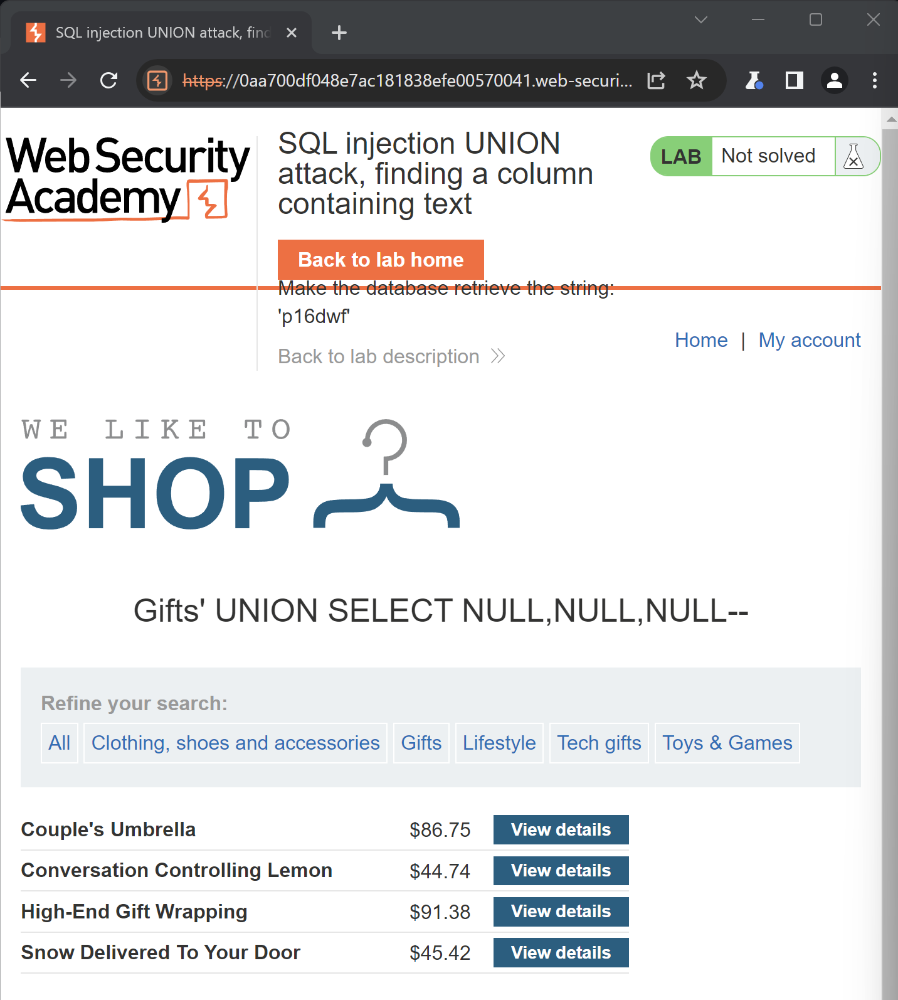 SQL injection UNION attack, find
https://0aa700df048e7ac181838efe00570041.web-securi...
Web Security
Academy
SQL injection UNION
attack, finding a column
containing text
LAB Not solved
Back to lab home
Make the database retrieve the string:
'p16dwf'
Back to lab description
Home | My account
WE LIKE TO
SHOP
Gifts' UNION SELECT NULL,NULL,NULL--
Refine your search:
All Clothing, shoes and accessories Gifts Lifestyle Tech gifts Toys & Games
Couple's Umbrella $86.75 View details
Conversation Controlling Lemon $44.74 View details
High-End Gift Wrapping $91.38 View details
Snow Delivered To Your Door $45.42 View details